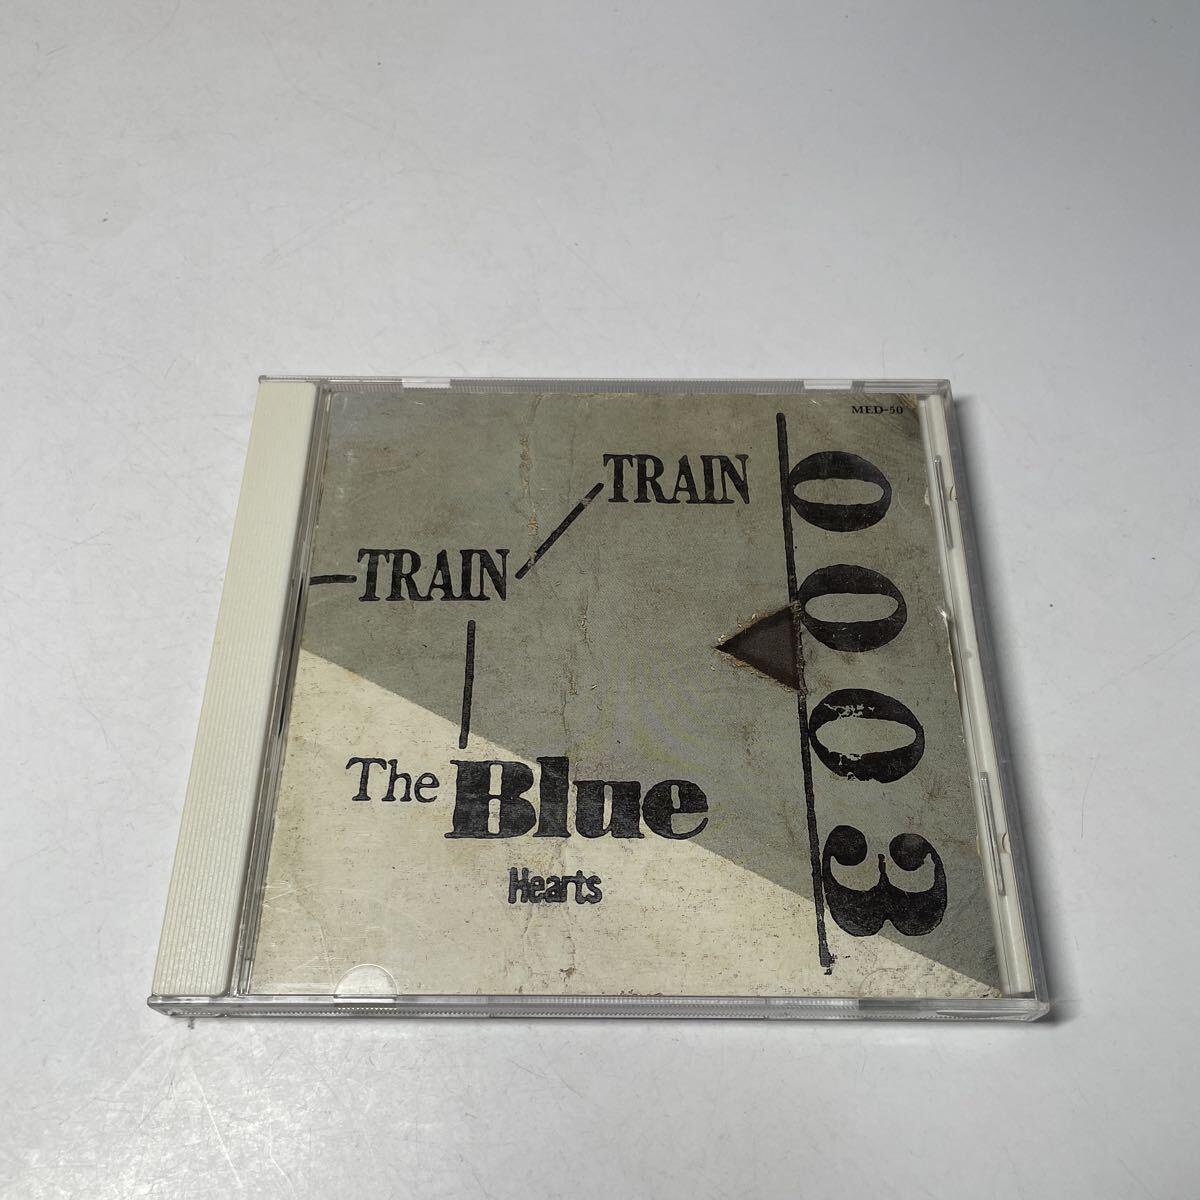 MED-50
TRAIN
TRAIN
The Blue
Hearts
0003